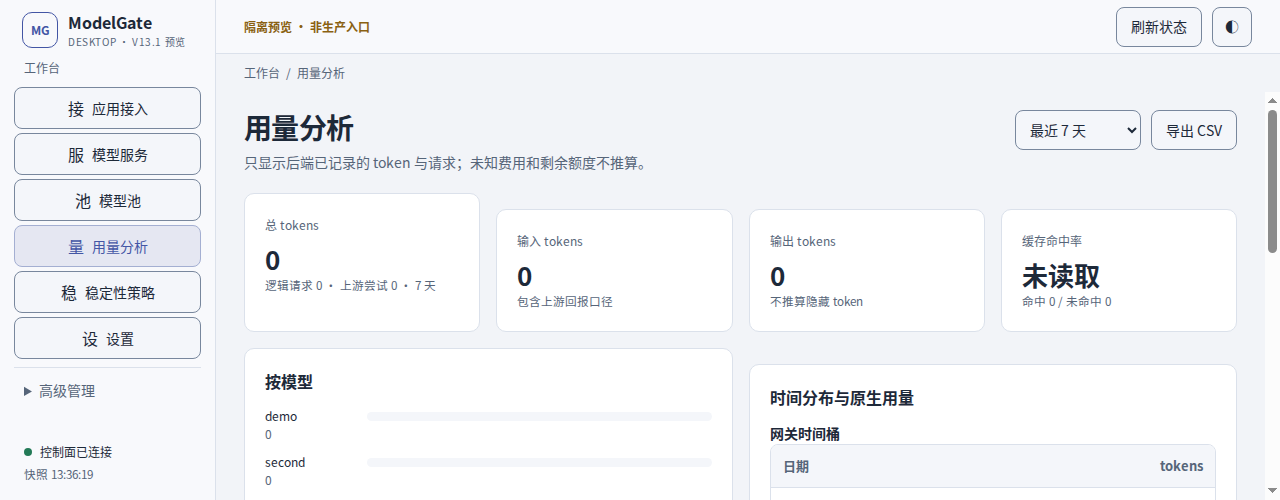 MG
ModelGate
DESKTOP · V13.1 预览
工作台
接 应用接入
服 模型服务
池 模型池
量 用量分析
稳 稳定性策略
设 设置
高级管理
控制面已连接
快照 13:36:19
隔离预览 · 非生产入口
刷新状态
工作台 / 用量分析
用量分析
只显示后端已记录的 token 与请求；未知费用和剩余额度不推算。
最近 7 天
导出 CSV
总 tokens
0
逻辑请求 0 · 上游尝试 0 · 7 天
输入 tokens
0
包含上游回报口径
输出 tokens
0
不推算隐藏 token
缓存命中率
未读取
命中 0 / 未命中 0
按模型
demo
0
second
0
时间分布与原生用量
网关时间桶
日期 tokens